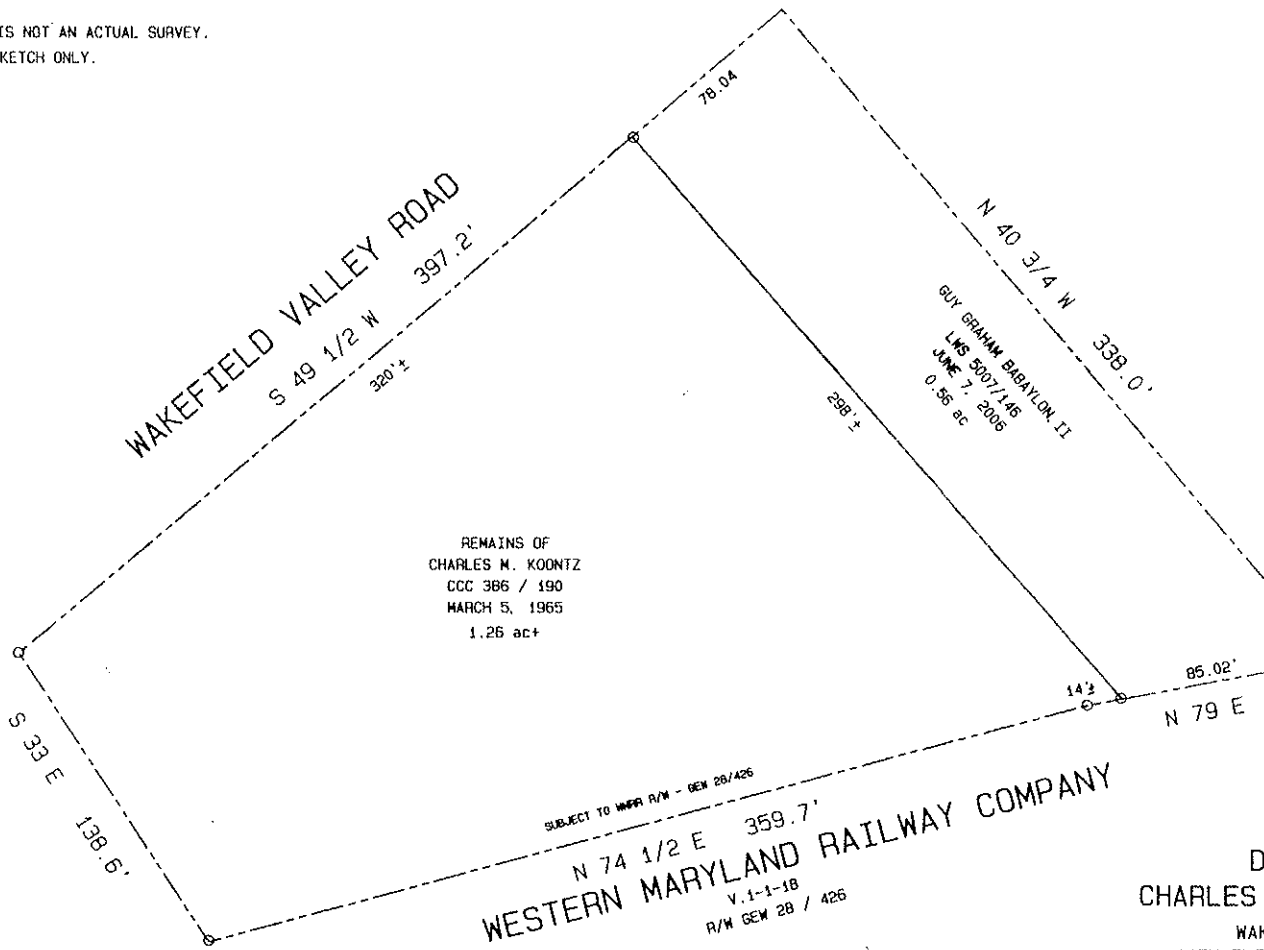 IS NOT AN ACTUAL SURVEY.
KETCH ONLY.
78.04
WAKEFIELD VALLEY ROAD
S 49 1/2 W 397.2'
320'±
N 40 3/4 W 338.0'
GUY GRAHAM BABAYLON, II
LWS 5007/146
JUNE 7, 2006
0.56 ac
298'±
REMAINS OF
CHARLES M. KOONTZ
CCC 386 / 190
MARCH 5, 1965
1.26 ac±
S 33 E 138.6'
14'±
85.02'
N 79 E
SUBJECT TO WMRR R/W - GEW 28/426
N 74 1/2 E 359.7'
WESTERN MARYLAND RAILWAY COMPANY
V.1-1-18
R/W GEW 28 / 426
D
CHARLES
WAK